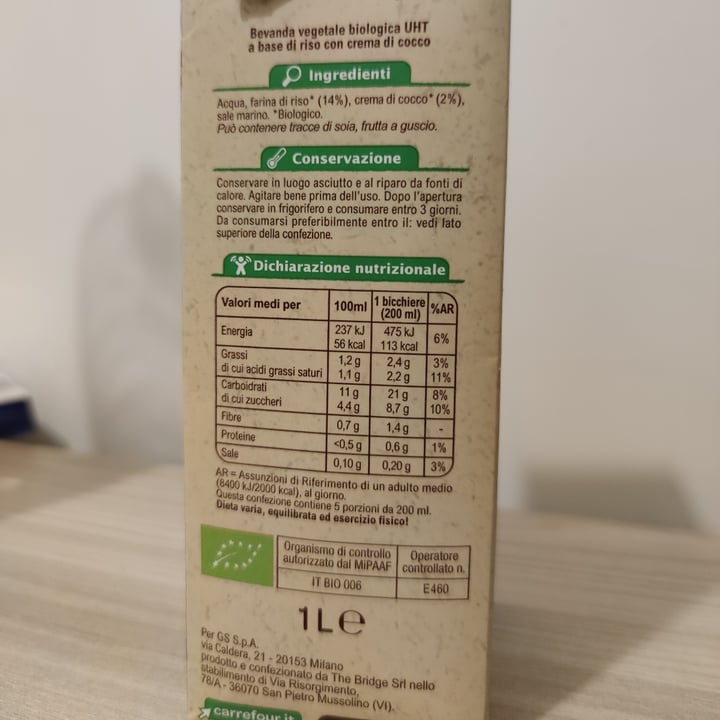 Bevanda vegetale biologica UHT
a base di riso con crema di cocco
Ingredienti
Acqua, farina di riso* (14%), crema di cocco* (2%),
sale marino. *Biologico.
Può contenere tracce di soia, frutta a guscio.
Conservazione
Conservare in luogo asciutto e al riparo da fonti di
calore. Agitare bene prima dell'uso. Dopo l'apertura
conservare in frigorifero e consumare entro 3 giorni.
Da consumarsi preferibilmente entro il: vedi lato
superiore della confezione.
Dichiarazione nutrizionale
Valori medi per 100ml 1 bicchiere (200 ml) %AR
Energia 237 kJ 475 kJ 6%
56 kcal 113 kcal
Grassi 1,2 g 2,4 g 3%
di cui acidi grassi saturi 1,1 g 2,2 g 11%
Carboidrati 11 g 21 g 8%
di cui zuccheri 4,4 g 8,7 g 10%
Fibre 0,7 g 1,4 g -
Proteine <0,5 g 0,6 g 1%
Sale 0,10 g 0,20 g 3%
AR = Assunzioni di Riferimento di un adulto medio
(8400 kJ/2000 kcal), al giorno.
Questa confezione contiene 5 porzioni da 200 ml.
Dieta varia, equilibrata ed esercizio fisico!
Organismo di controllo autorizzato dal MiPAAF Operatore controllato n.
IT BIO 006 E460
1L℮
Per GS S.p.A.
via Caldera, 21 - 20153 Milano
prodotto e confezionato da The Bridge Srl nello
stabilimento di Via Risorgimento,
78/A - 36070 San Pietro Mussolino (VI).
carrefour.it